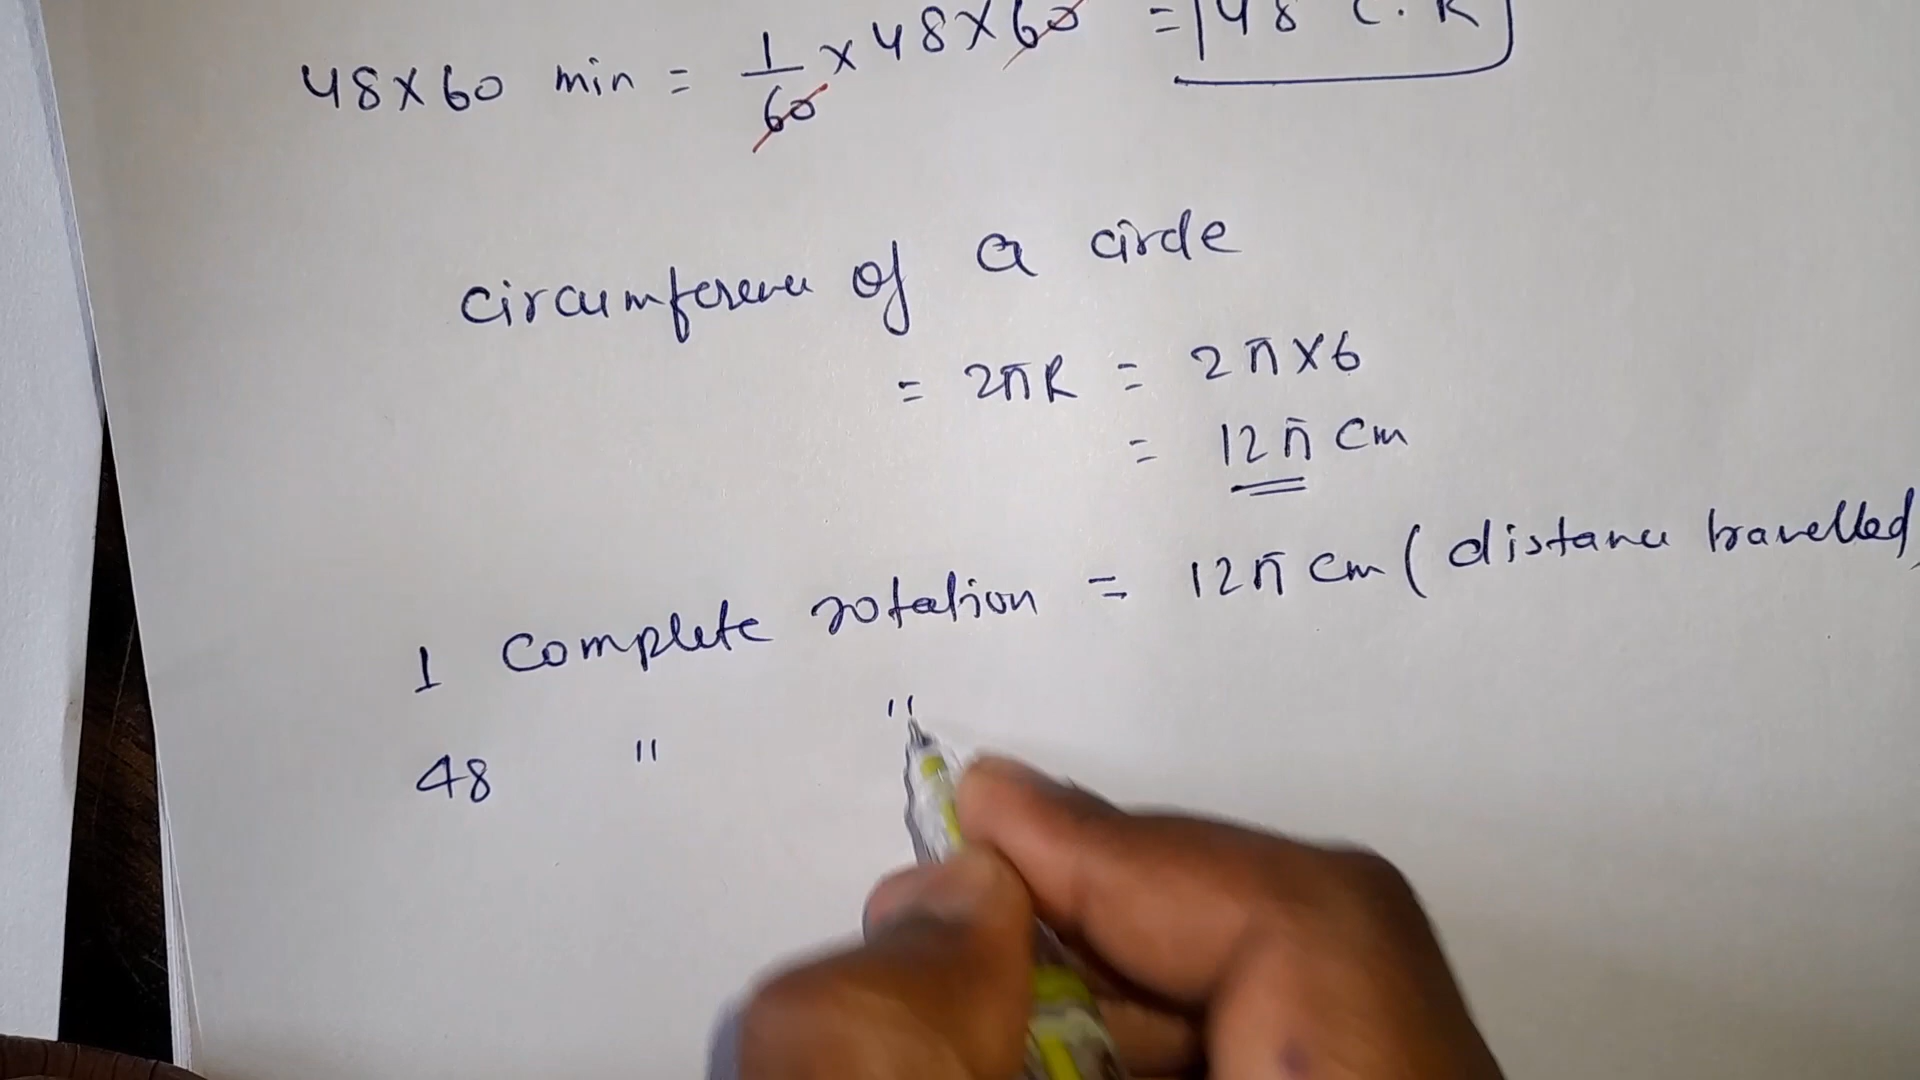 48×60 min = 1/60 × 48×60 = 48 C.R
Circumference of a circle
= 2πR = 2π×6
= 12π cm
1 complete rotation = 12π cm (distance travelled)
48 " "